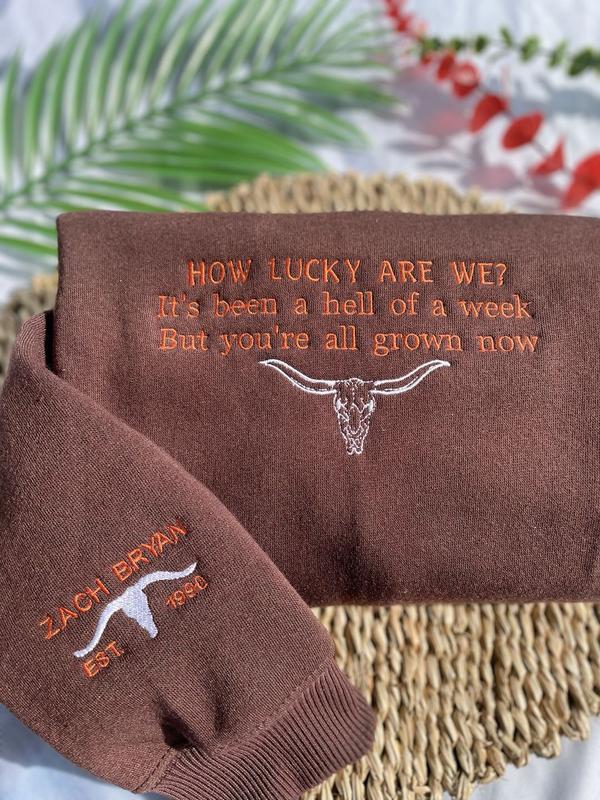 HOW LUCKY ARE WE?
It's been a hell of a week
But you're all grown now
ZACH BRYAN
EST. 1996